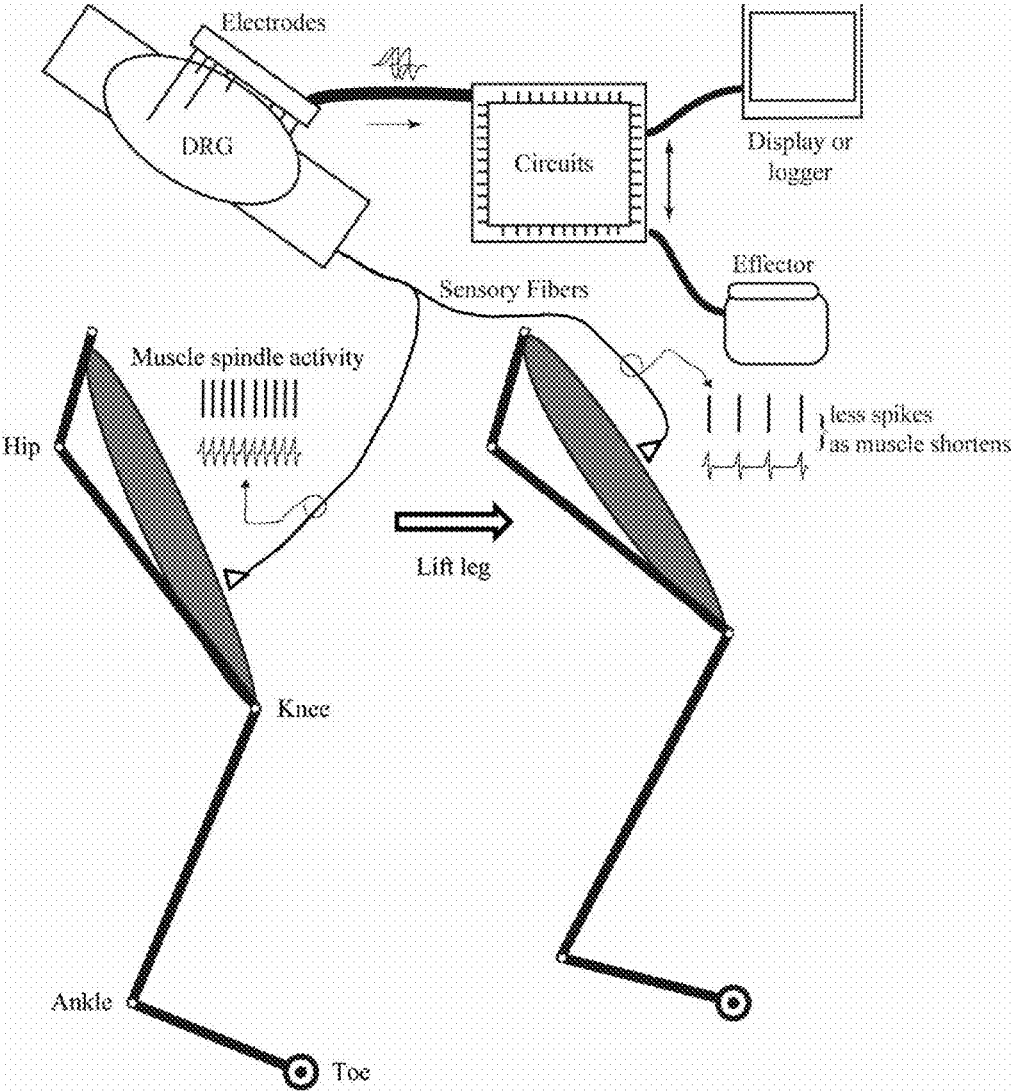 Electrodes
DRG
Circuits
Display or
logger
Effector
Sensory Fibers
Muscle spindle activity
less spikes
as muscle shortens
Hip
Lift leg
Knee
Ankle
Toe